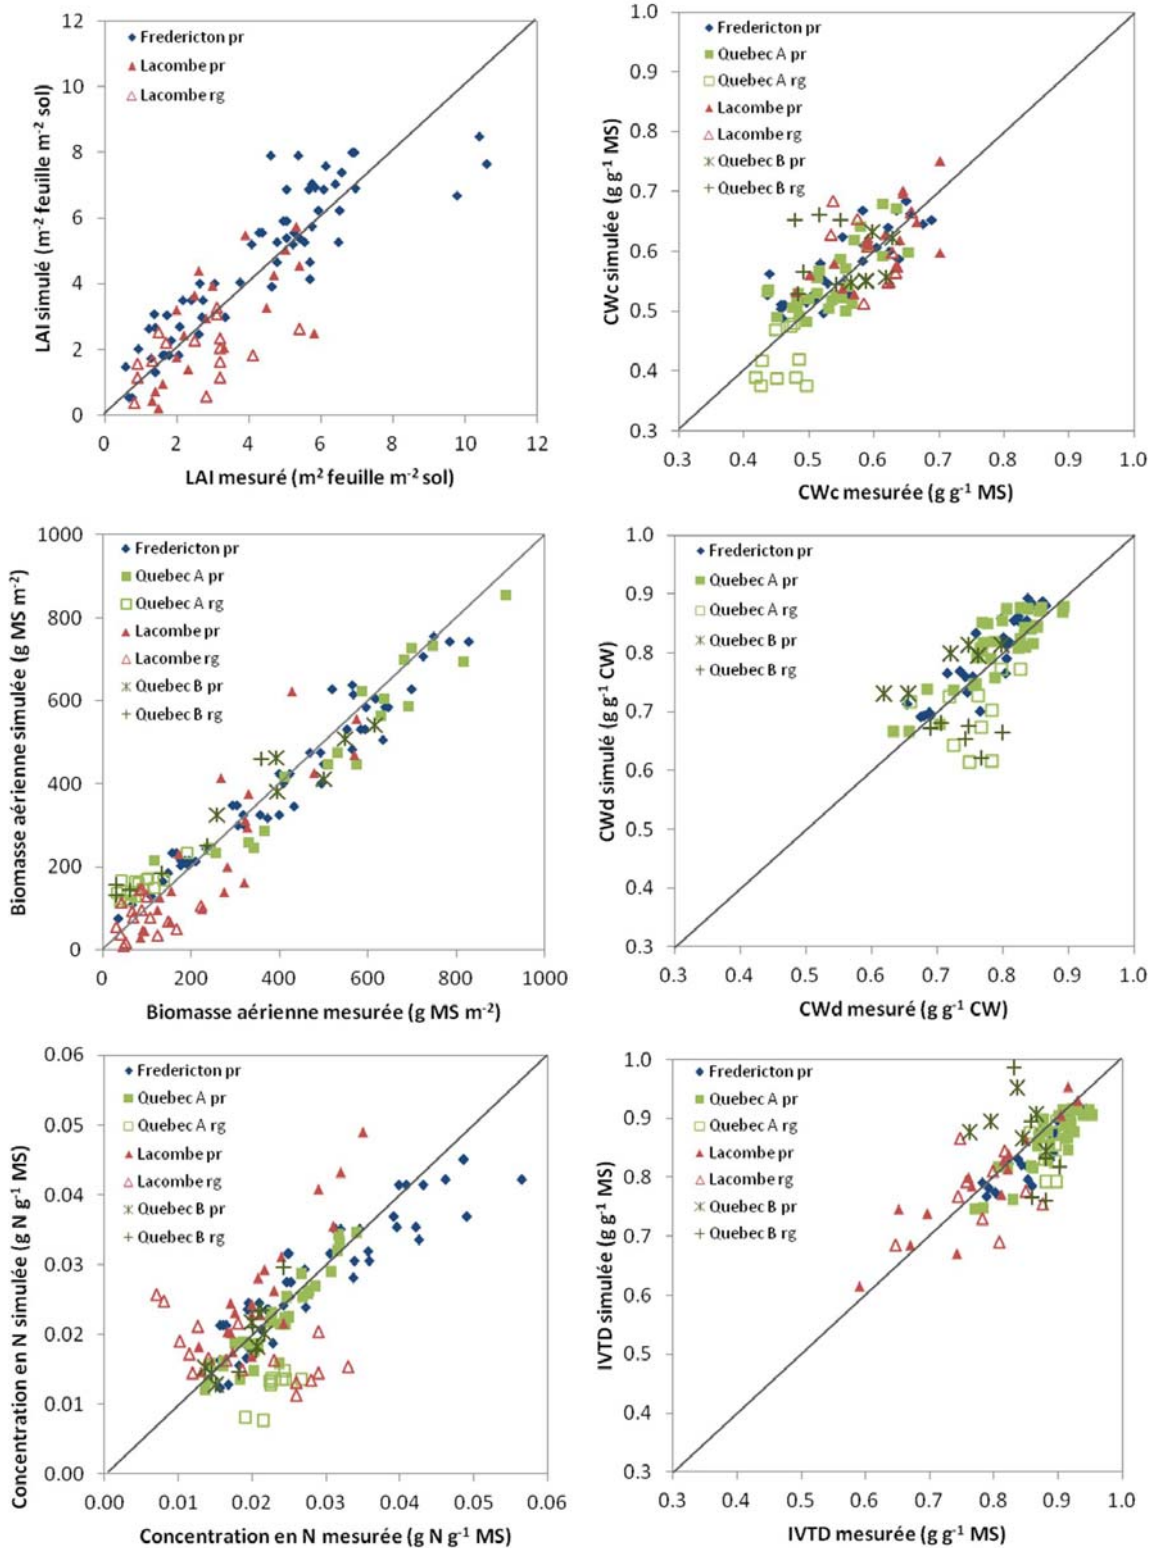 12
10
8
6
4
2
0
LAI simulé (m⁻² feuille m⁻² sol)
Fredericton pr
Lacombe pr
Lacombe rg
0 2 4 6 8 10 12
LAI mesuré (m² feuille m⁻² sol)
1.0
0.9
0.8
0.7
0.6
0.5
0.4
0.3
CWc simulée (g g⁻¹ MS)
Fredericton pr
Quebec A pr
Quebec A rg
Lacombe pr
Lacombe rg
Quebec B pr
Quebec B rg
0.3 0.4 0.5 0.6 0.7 0.8 0.9 1.0
CWc mesurée (g g⁻¹ MS)
1000
800
600
400
200
0
Biomasse aérienne simulée (g MS m⁻²)
Fredericton pr
Quebec A pr
Quebec A rg
Lacombe pr
Lacombe rg
Quebec B pr
Quebec B rg
0 200 400 600 800 1000
Biomasse aérienne mesurée (g MS m⁻²)
1.0
0.9
0.8
0.7
0.6
0.5
0.4
0.3
CWd simulé (g g⁻¹ CW)
Fredericton pr
Quebec A pr
Quebec A rg
Quebec B pr
Quebec B rg
0.3 0.4 0.5 0.6 0.7 0.8 0.9 1.0
CWd mesuré (g g⁻¹ CW)
0.06
0.05
0.04
0.03
0.02
0.01
0.00
Concentration en N simulée (g N g⁻¹ MS)
Fredericton pr
Quebec A pr
Quebec A rg
Lacombe pr
Lacombe rg
Quebec B pr
Quebec B rg
0.00 0.01 0.02 0.03 0.04 0.05 0.06
Concentration en N mesurée (g N g⁻¹ MS)
1.0
0.9
0.8
0.7
0.6
0.5
0.4
0.3
IVTD simulée (g g⁻¹ MS)
Fredericton pr
Quebec A pr
Quebec A rg
Lacombe pr
Lacombe rg
Quebec B pr
Quebec B rg
0.3 0.4 0.5 0.6 0.7 0.8 0.9 1.0
IVTD mesurée (g g⁻¹ MS)